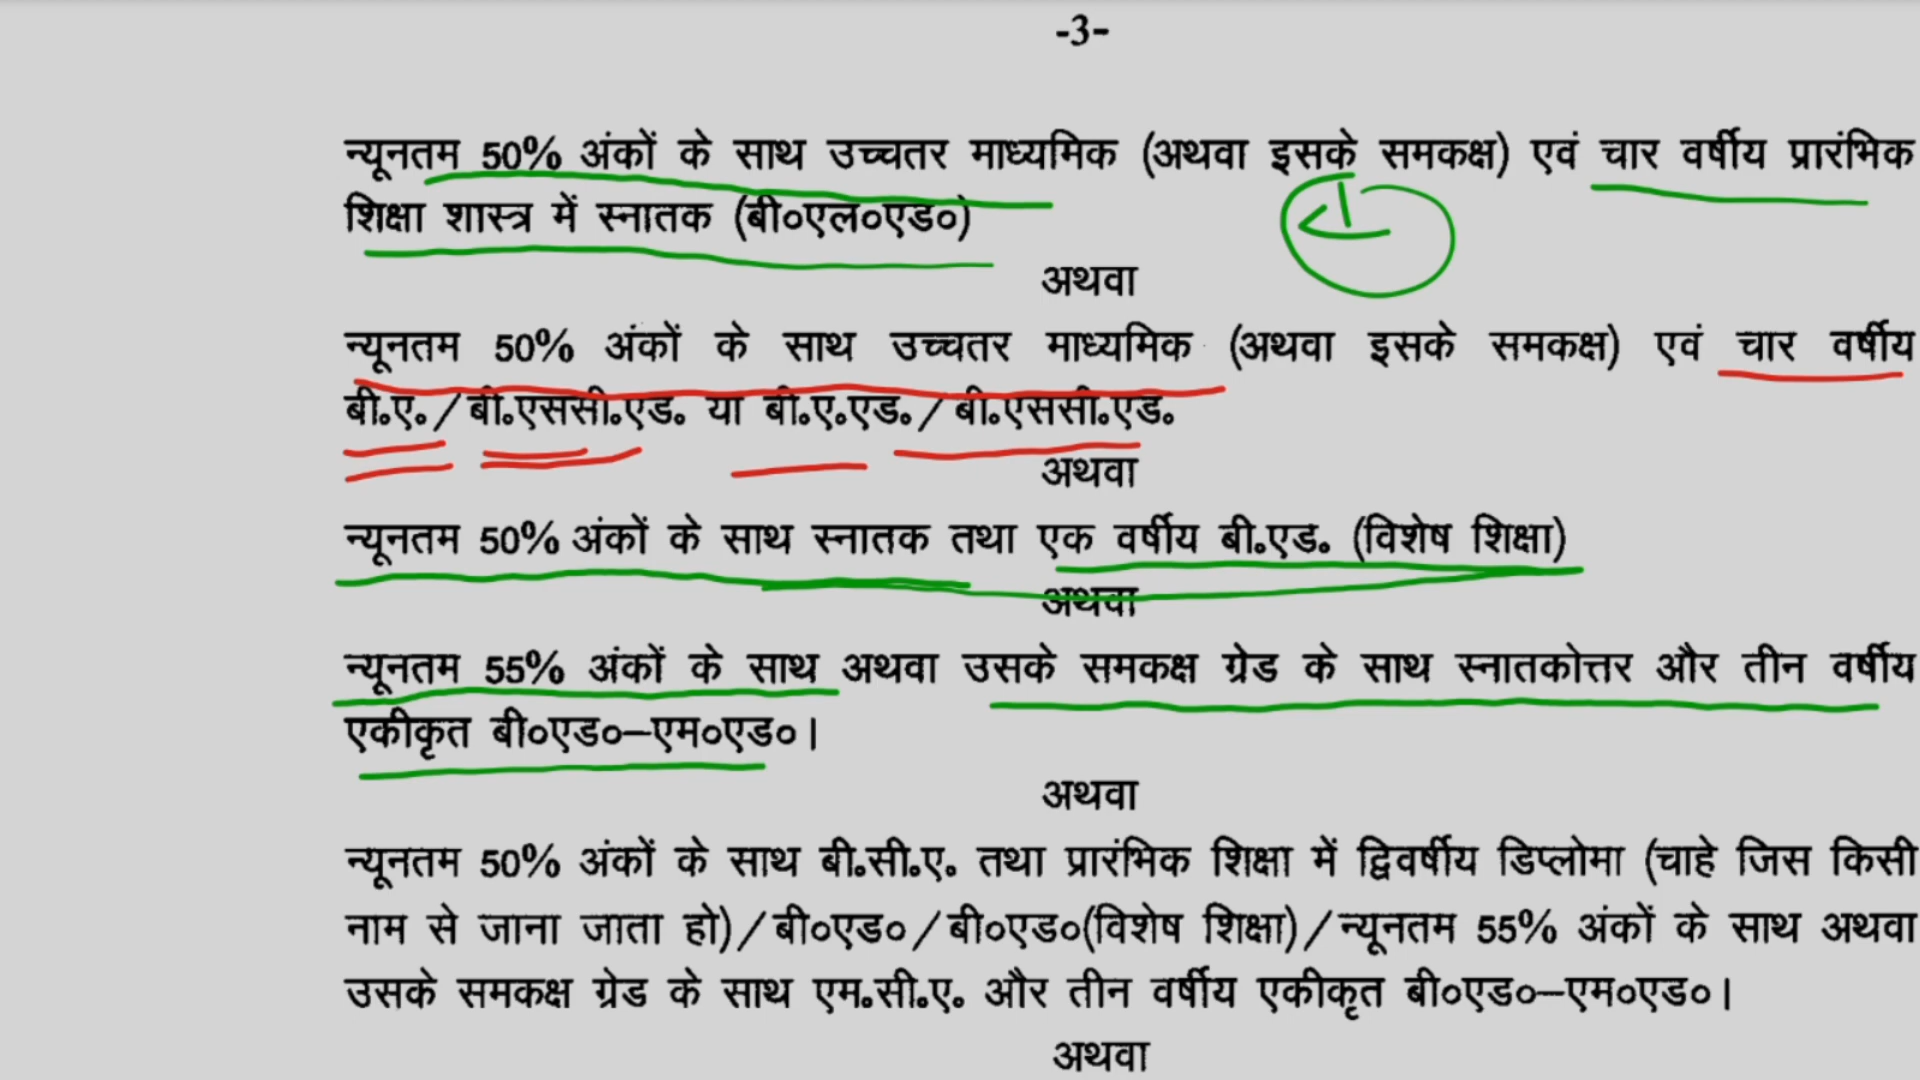 -3-
न्यूनतम 50% अंकों के साथ उच्चतर माध्यमिक (अथवा इसके समकक्ष) एवं चार वर्षीय प्रारंभिक
शिक्षा शास्त्र में स्नातक (बी०एल०एड०)
अथवा
न्यूनतम 50% अंकों के साथ उच्चतर माध्यमिक (अथवा इसके समकक्ष) एवं चार वर्षीय
बी.ए./बी.एससी.एड. या बी.ए.एड./बी.एससी.एड.
अथवा
न्यूनतम 50% अंकों के साथ स्नातक तथा एक वर्षीय बी.एड. (विशेष शिक्षा)
अथवा
न्यूनतम 55% अंकों के साथ अथवा उसके समकक्ष ग्रेड के साथ स्नातकोत्तर और तीन वर्षीय
एकीकृत बी०एड०–एम०एड०।
अथवा
न्यूनतम 50% अंकों के साथ बी.सी.ए. तथा प्रारंभिक शिक्षा में द्विवर्षीय डिप्लोमा (चाहे जिस किसी
नाम से जाना जाता हो)/बी०एड०/बी०एड०(विशेष शिक्षा)/न्यूनतम 55% अंकों के साथ अथवा
उसके समकक्ष ग्रेड के साथ एम.सी.ए. और तीन वर्षीय एकीकृत बी०एड०–एम०एड०।
अथवा